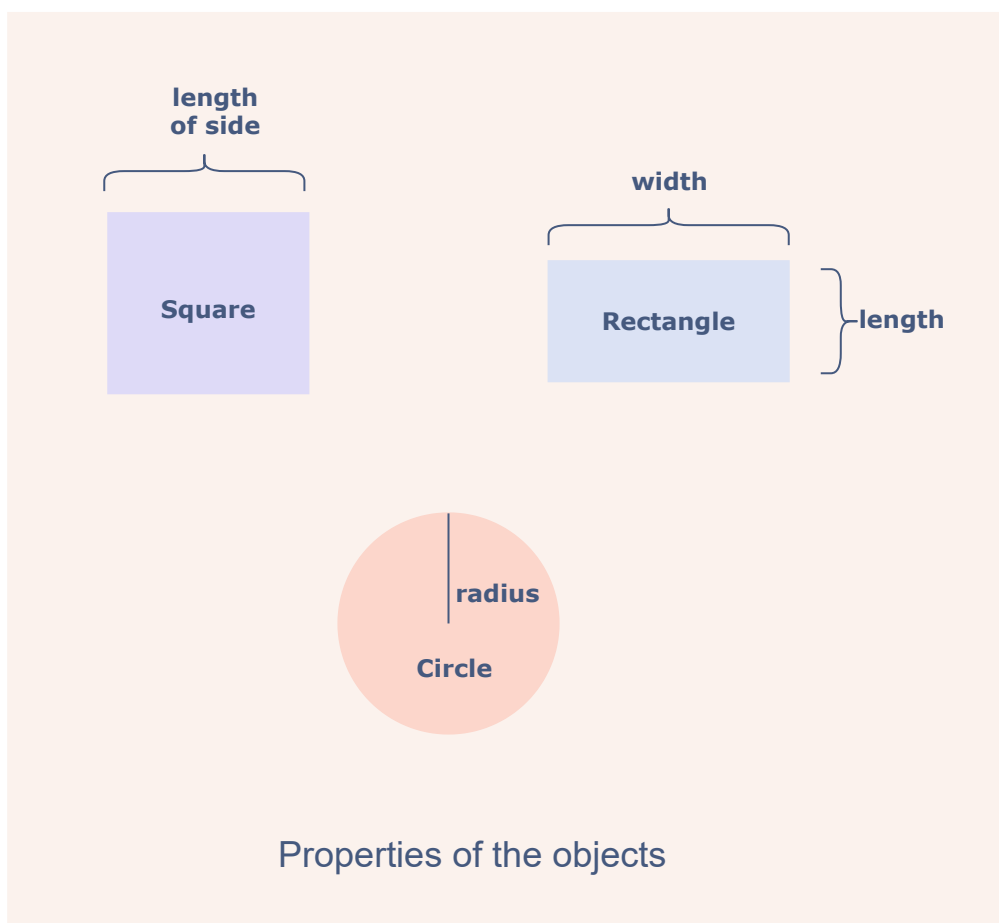 length
of side
width
Square
Rectangle
length
radius
Circle
Properties of the objects